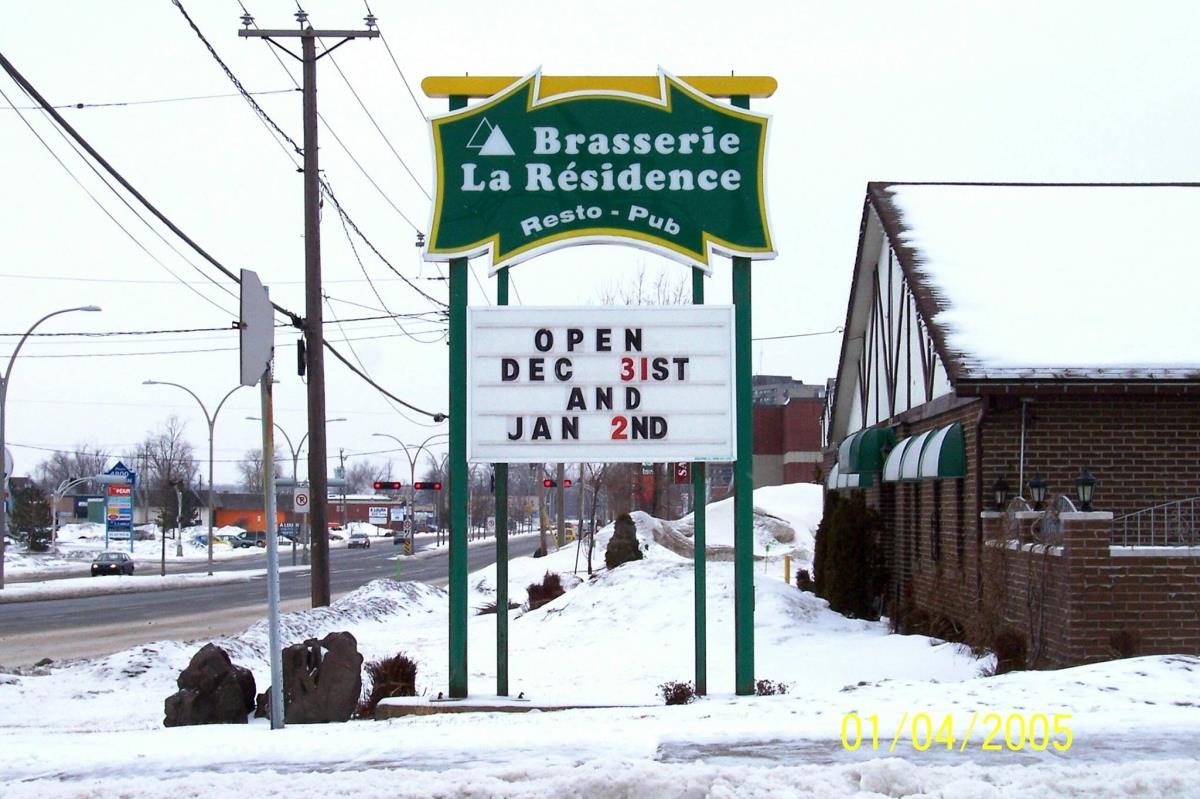 Brasserie
La Résidence
Resto - Pub
OPEN
DEC 31ST
AND
JAN 2ND
01/04/2005